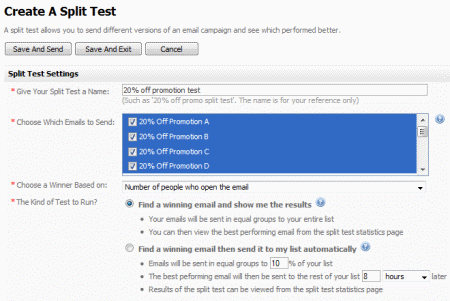 Create A Split Test
A split test allows you to send different versions of an email campaign and see which performed better.
Save And Send Save And Exit Cancel
Split Test Settings
* Give Your Split Test a Name: 20% off promotion test
(Such as '20% off promo split test'. The name is for your reference only)
* Choose Which Emails to Send: 20% Off Promotion A
20% Off Promotion B
20% Off Promotion C
20% Off Promotion D
* Choose a Winner Based on: Number of people who open the email
* The Kind of Test to Run? Find a winning email and show me the results
• Your emails will be sent in equal groups to your entire list
• You can then view the best performing email from the split test statistics page
Find a winning email then send it to my list automatically
• Emails will be sent in equal groups to 10 % of your list
• The best peforming email will then be sent to the rest of your list 8 hours later
• Results of the split test can be viewed from the split test statistics page